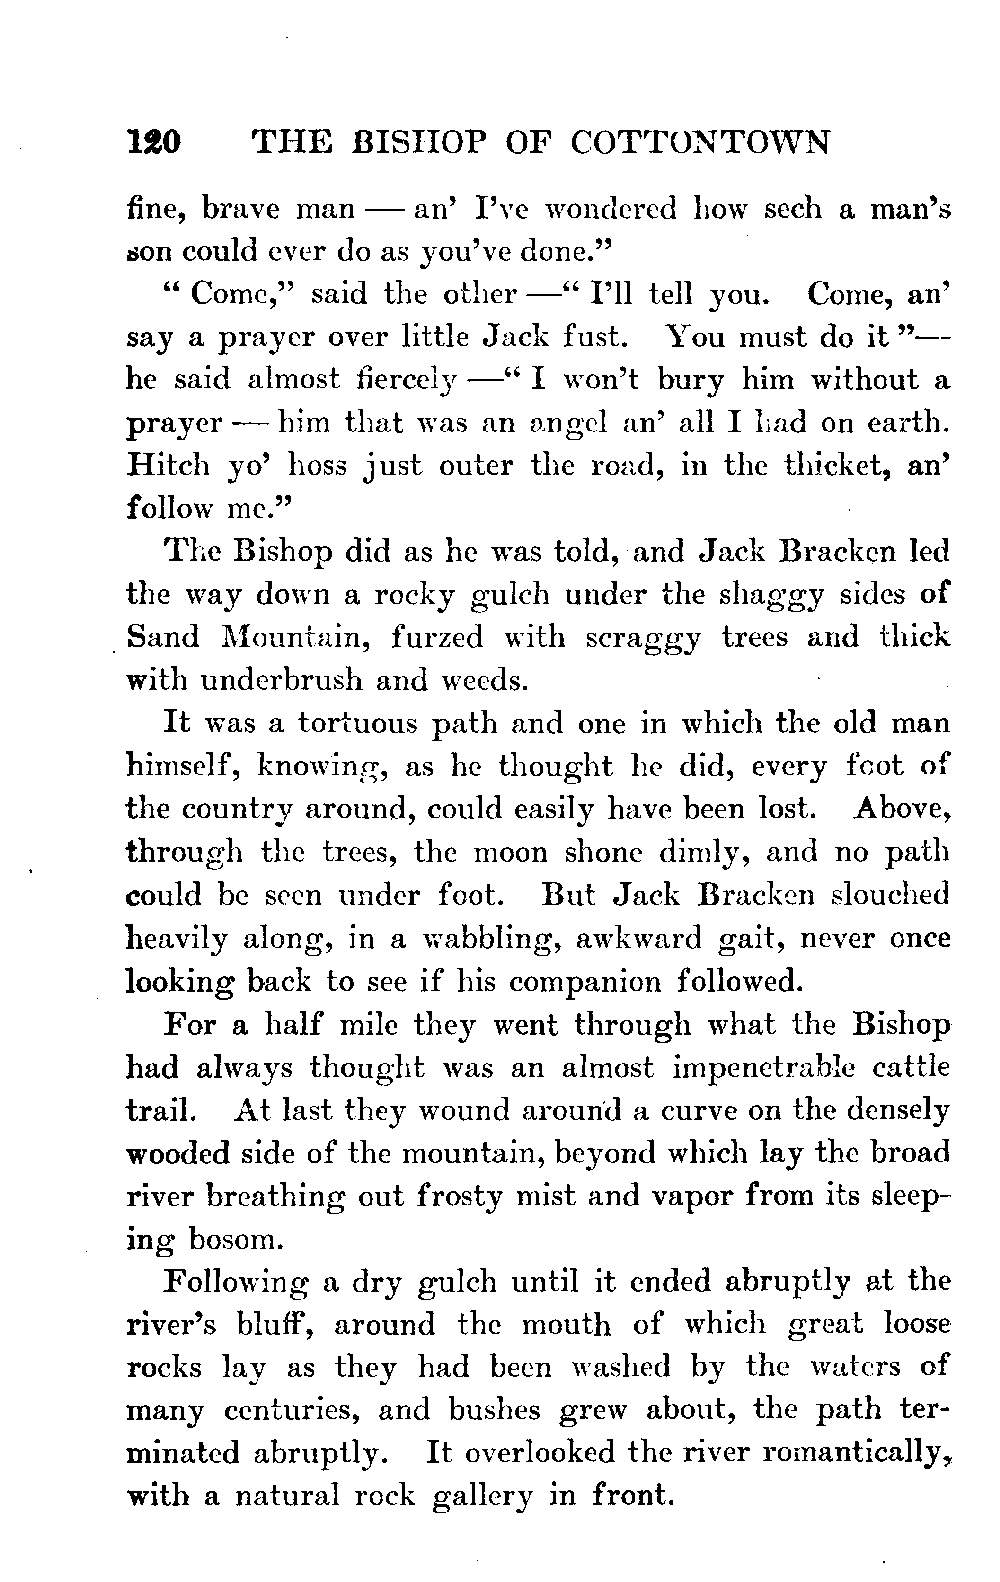 120 THE BISHOP OF COTTONTOWN
fine, brave man — an' I've wondered how sech a man's
son could ever do as you've done."
" Come," said the other —" I'll tell you. Come, an'
say a prayer over little Jack fust. You must do it "—
he said almost fiercely —" I won't bury him without a
prayer — him that was an angel an' all I had on earth.
Hitch yo' hoss just outer the road, in the thicket, an'
follow me."
The Bishop did as he was told, and Jack Bracken led
the way down a rocky gulch under the shaggy sides of
Sand Mountain, furzed with scraggy trees and thick
with underbrush and weeds.
It was a tortuous path and one in which the old man
himself, knowing, as he thought he did, every foot of
the country around, could easily have been lost. Above,
through the trees, the moon shone dimly, and no path
could be seen under foot. But Jack Bracken slouched
heavily along, in a wabbling, awkward gait, never once
looking back to see if his companion followed.
For a half mile they went through what the Bishop
had always thought was an almost impenetrable cattle
trail. At last they wound around a curve on the densely
wooded side of the mountain, beyond which lay the broad
river breathing out frosty mist and vapor from its sleep-
ing bosom.
Following a dry gulch until it ended abruptly at the
river's bluff, around the mouth of which great loose
rocks lay as they had been washed by the waters of
many centuries, and bushes grew about, the path ter-
minated abruptly. It overlooked the river romantically,
with a natural rock gallery in front.